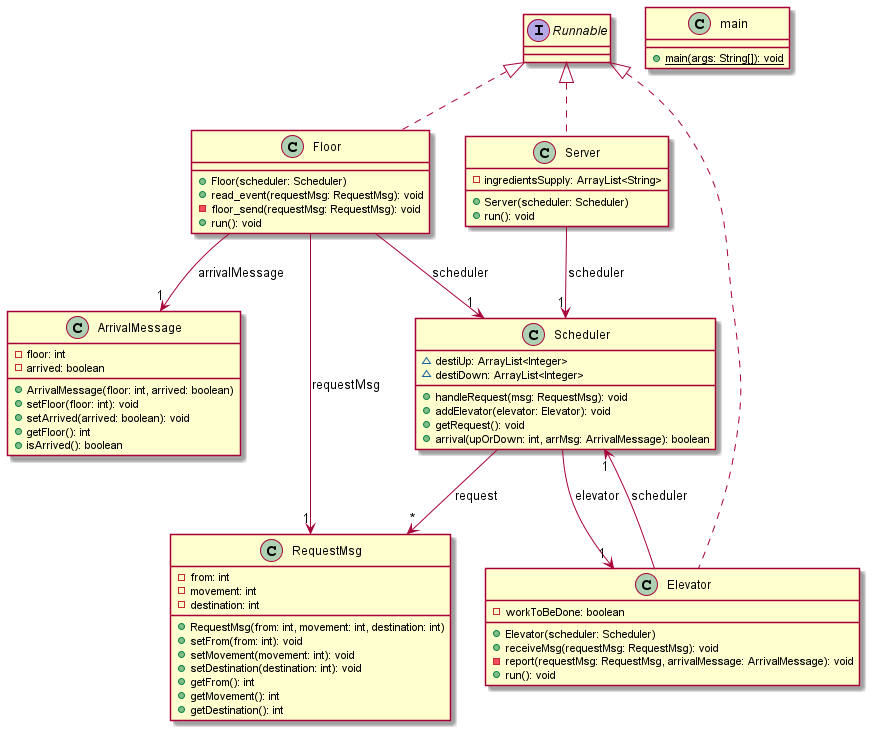 I Runnable
C main
main(args: String[]): void
C Floor
Floor(scheduler: Scheduler)
read_event(requestMsg: RequestMsg): void
floor_send(requestMsg: RequestMsg): void
run(): void
C Server
ingredientsSupply: ArrayList<String>
Server(scheduler: Scheduler)
run(): void
arrivalMessage
1
requestMsg
1
scheduler
1
scheduler
1
C ArrivalMessage
floor: int
arrived: boolean
ArrivalMessage(floor: int, arrived: boolean)
setFloor(floor: int): void
setArrived(arrived: boolean): void
getFloor(): int
isArrived(): boolean
C Scheduler
destiUp: ArrayList<Integer>
destiDown: ArrayList<Integer>
handleRequest(msg: RequestMsg): void
addElevator(elevator: Elevator): void
getRequest(): void
arrival(upOrDown: int, arrMsg: ArrivalMessage): boolean
request
*
elevator
1
scheduler
1
C RequestMsg
from: int
movement: int
destination: int
RequestMsg(from: int, movement: int, destination: int)
setFrom(from: int): void
setMovement(movement: int): void
setDestination(destination: int): void
getFrom(): int
getMovement(): int
getDestination(): int
C Elevator
workToBeDone: boolean
Elevator(scheduler: Scheduler)
receiveMsg(requestMsg: RequestMsg): void
report(requestMsg: RequestMsg, arrivalMessage: ArrivalMessage): void
run(): void